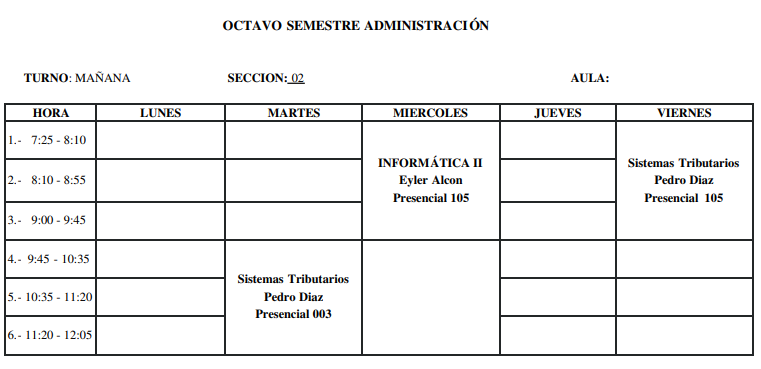 OCTAVO SEMESTRE ADMINISTRACIÓN
TURNO: MAÑANA SECCION: 02 AULA:
HORA LUNES MARTES MIERCOLES JUEVES VIERNES
1.- 7:25 - 8:10
2.- 8:10 - 8:55
3.- 9:00 - 9:45
INFORMÁTICA II
Eyler Alcon
Presencial 105
Sistemas Tributarios
Pedro Diaz
Presencial 105
4.- 9:45 - 10:35
5.- 10:35 - 11:20
6.- 11:20 - 12:05
Sistemas Tributarios
Pedro Diaz
Presencial 003